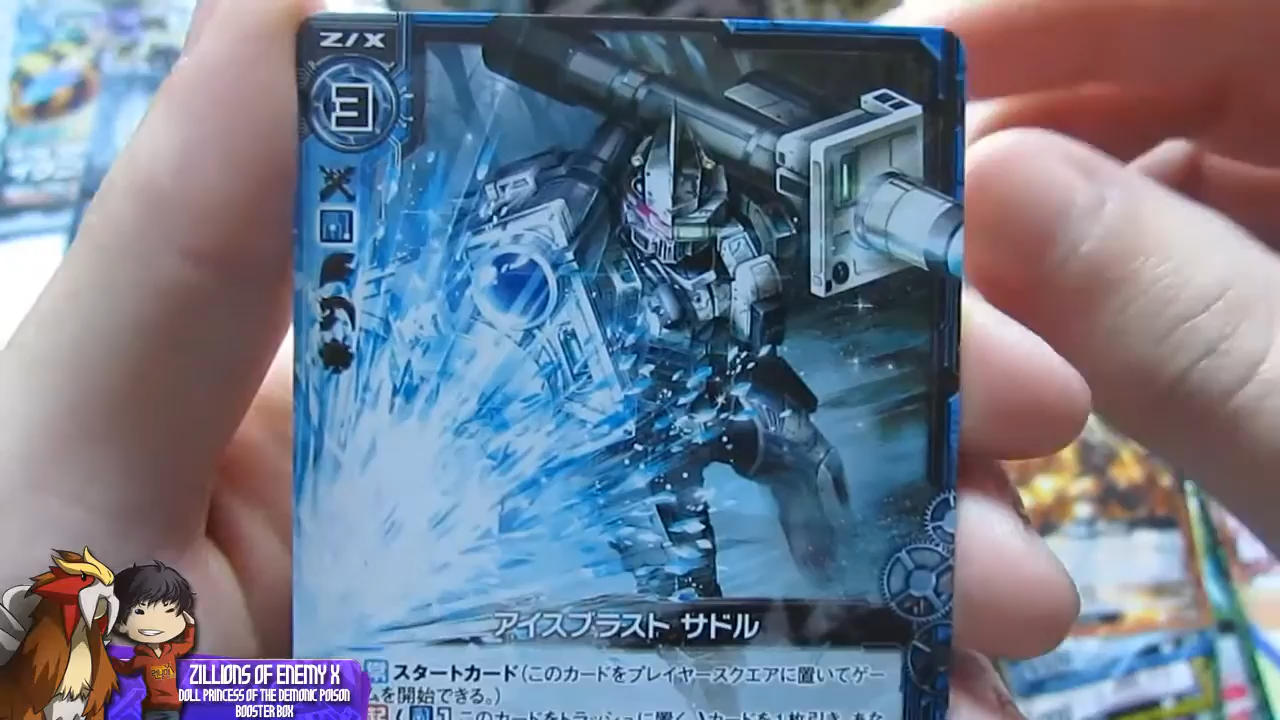 Z/X
3
アイスブラスト サドル
スタートカード(このカードをプレイヤースクエアに置いてゲー
ムを開始できる。)
このカードをトラッシュに置く
カードを1枚引き、あな
ZILLIONS OF ENEMY X
DOLL PRINCESS OF THE DEMONIC POISON
BOOSTER BOX